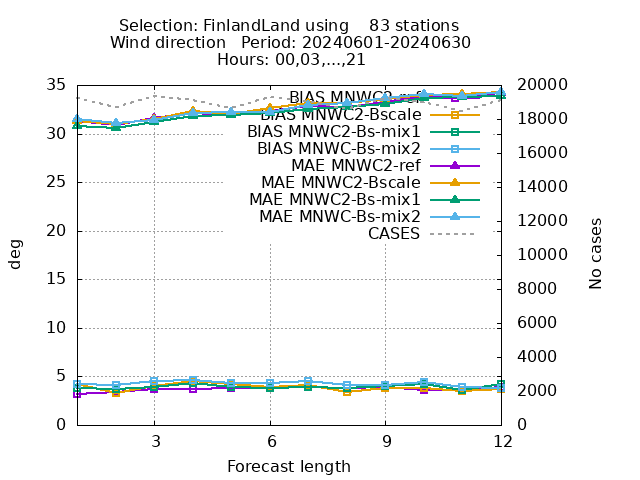 Selection: FinlandLand using    83 stations
Wind direction   Period: 20240601-20240630
Hours: 00,03,...,21
35
30
25
20
15
10
5
0
20000
18000
16000
14000
12000
10000
8000
6000
4000
2000
0
deg
No cases
BIAS MNWC2-ref
BIAS MNWC2-Bscale
BIAS MNWC2-Bs-mix1
BIAS MNWC-Bs-mix2
MAE MNWC2-ref
MAE MNWC2-Bscale
MAE MNWC2-Bs-mix1
MAE MNWC-Bs-mix2
CASES
3 6 9 12
Forecast length